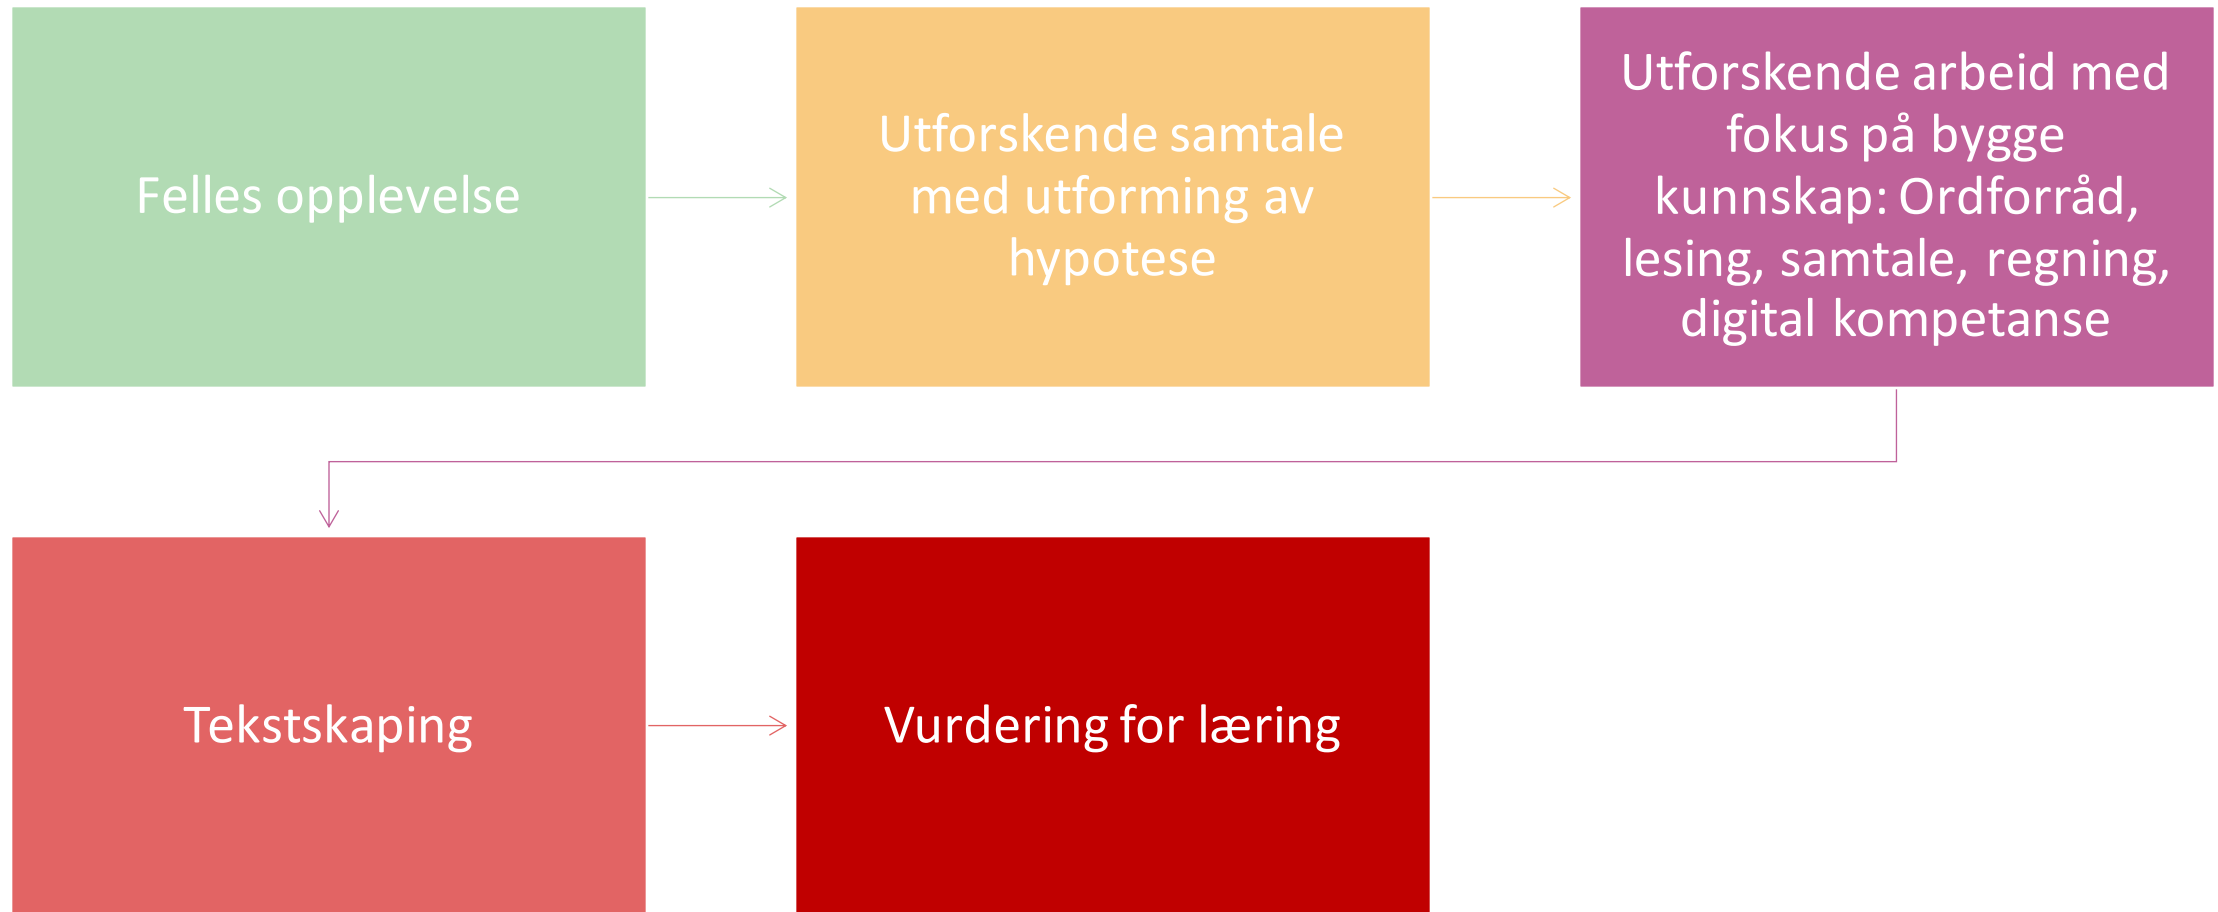 Felles opplevelse
Utforskende samtale
med utforming av
hypotese
Utforskende arbeid med
fokus på bygge
kunnskap: Ordforråd,
lesing, samtale, regning,
digital kompetanse
Tekstskaping
Vurdering for læring